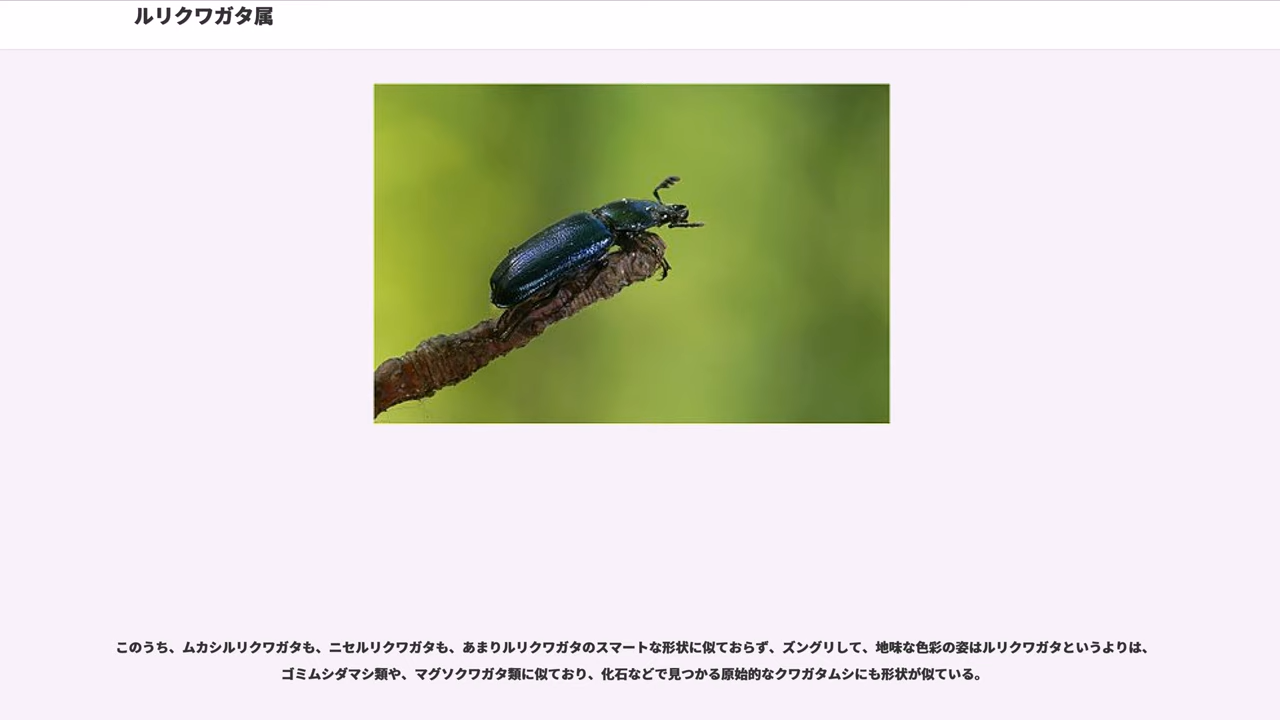 ルリクワガタ属
このうち、ムカシルリクワガタも、ニセルリクワガタも、あまりルリクワガタのスマートな形状に似ておらず、ズングリして、地味な色彩の姿はルリクワガタというよりは、
ゴミムシダマシ類や、マグソクワガタ類に似ており、化石などで見つかる原始的なクワガタムシにも形状が似ている。